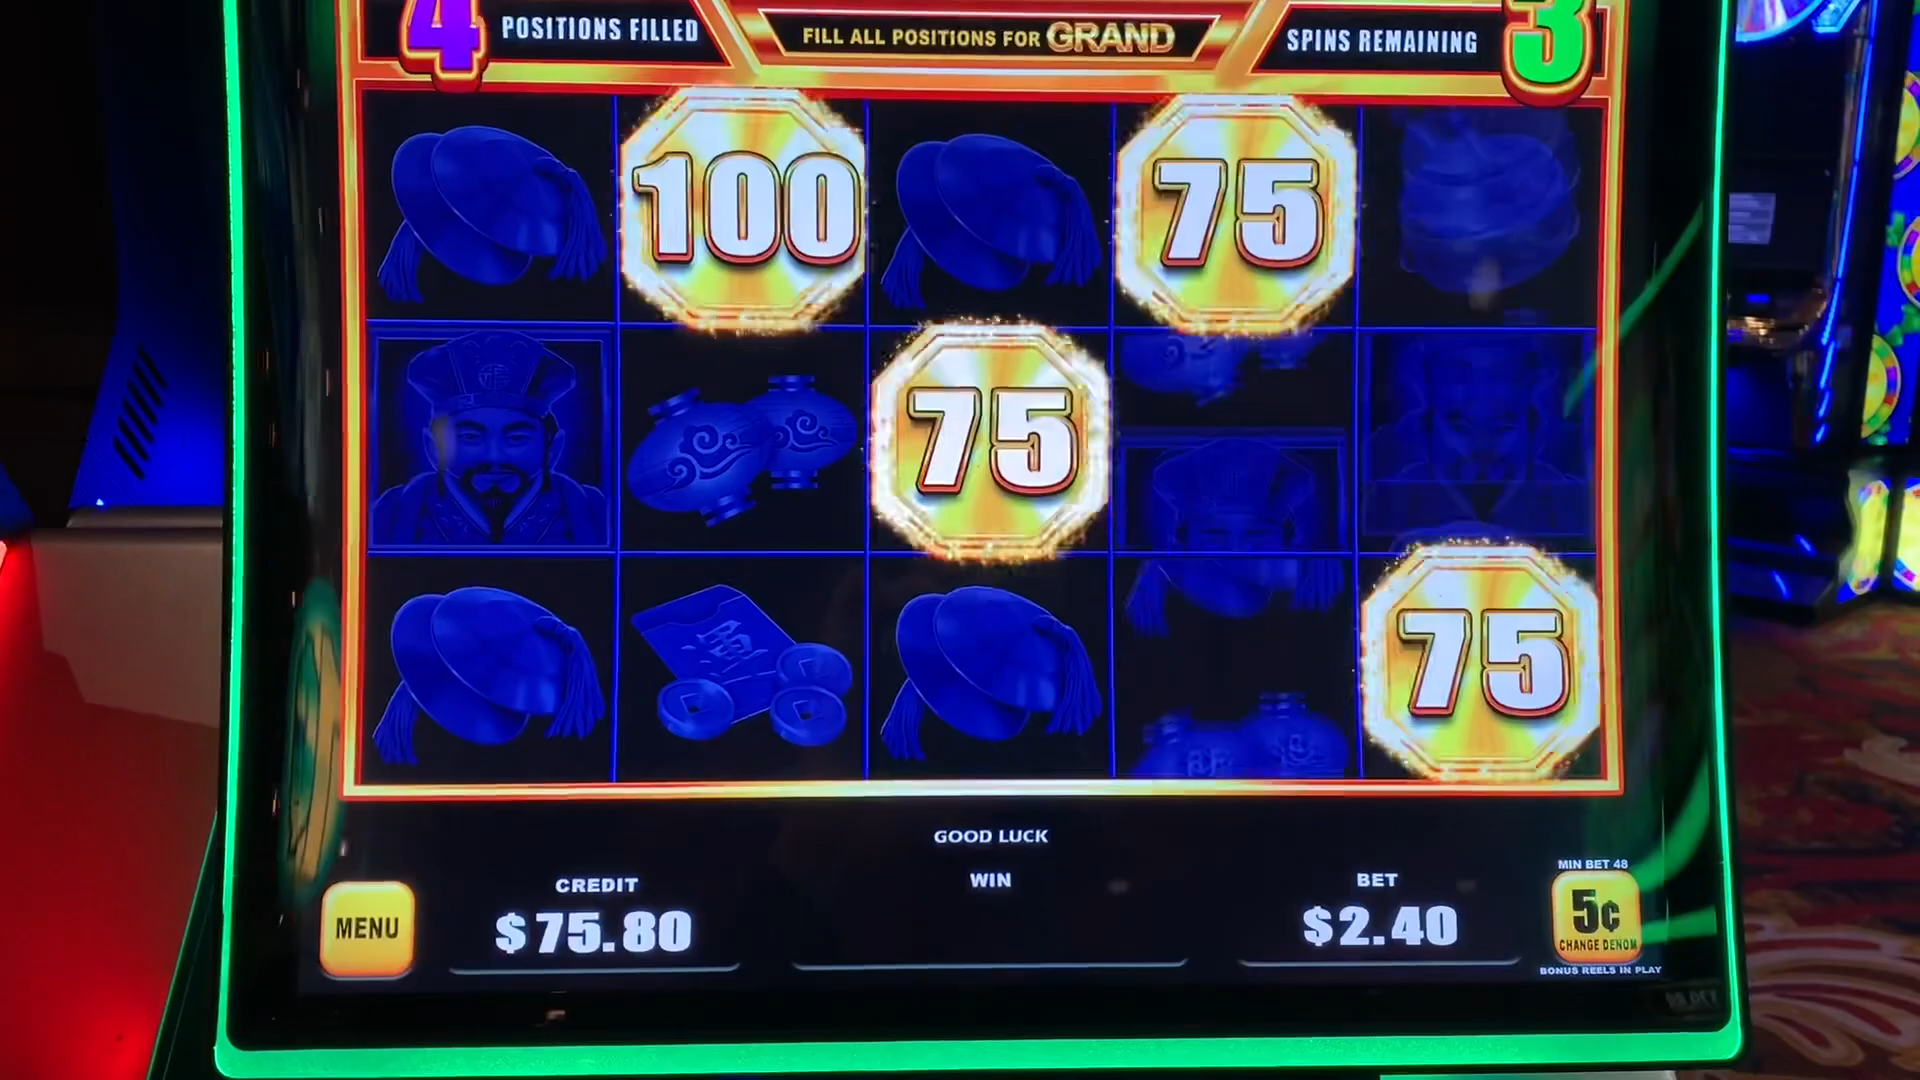 4 POSITIONS FILLED
FILL ALL POSITIONS FOR GRAND
SPINS REMAINING 3
100
75
75
75
GOOD LUCK
WIN
CREDIT
$75.80
BET
$2.40
MENU
MIN BET 48
5¢
CHANGE DENOM
BONUS REELS IN PLAY